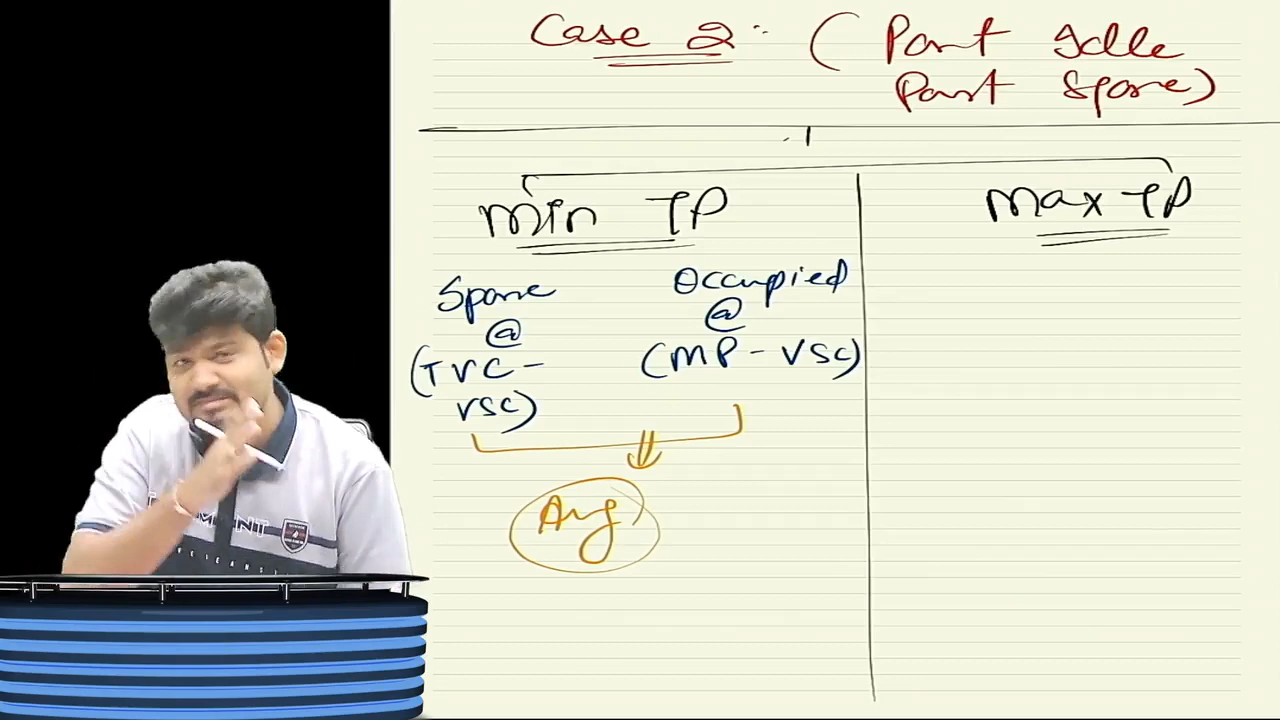 Case 2 : ( Part Idle
Part Spare)
Min TP
Max TP
Spare
@
(TVC -
VSC)
Occupied
@
(MP - VSC)
Avg